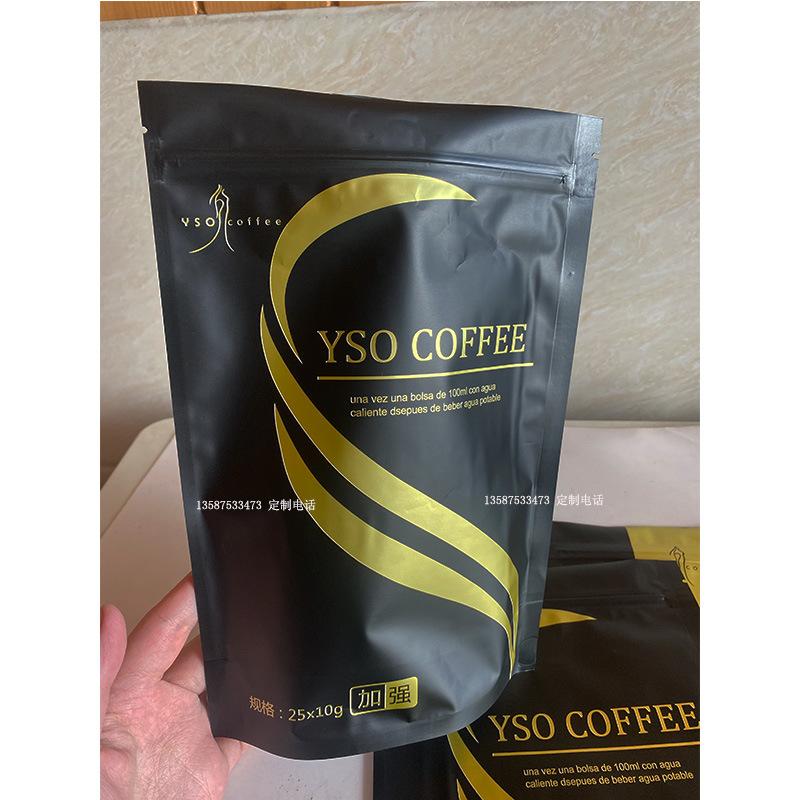 YSO coffee
YSO COFFEE
una vez una bolsa de 100ml con agua
caliente dsepues de beber agua potable
13587533473 定制电话
13587533473 定制电话
规格：25x10g 加强
YSO COFFEE
una vez una bolsa de 100ml con agua
caliente dsepues de beber agua potable